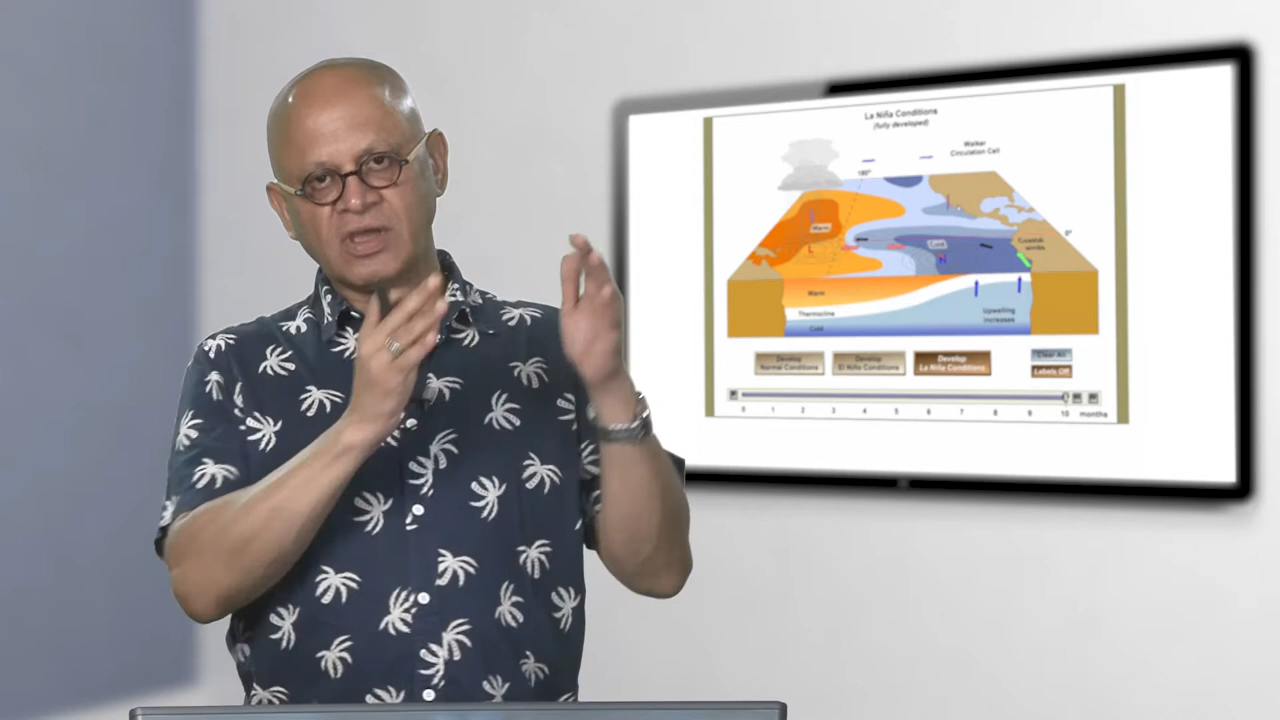 La Niña Conditions
(fully developed)
Walker
Circulation Cell
180°
0°
Warm
L
Cold
H
Coastal
winds
Warm
Thermocline
Cold
Upwelling
increases
Develop
Normal Conditions
Develop
El Niño Conditions
Develop
La Niña Conditions
Clear All
Labels Off
0 1 2 3 4 5 6 7 8 9 10 months